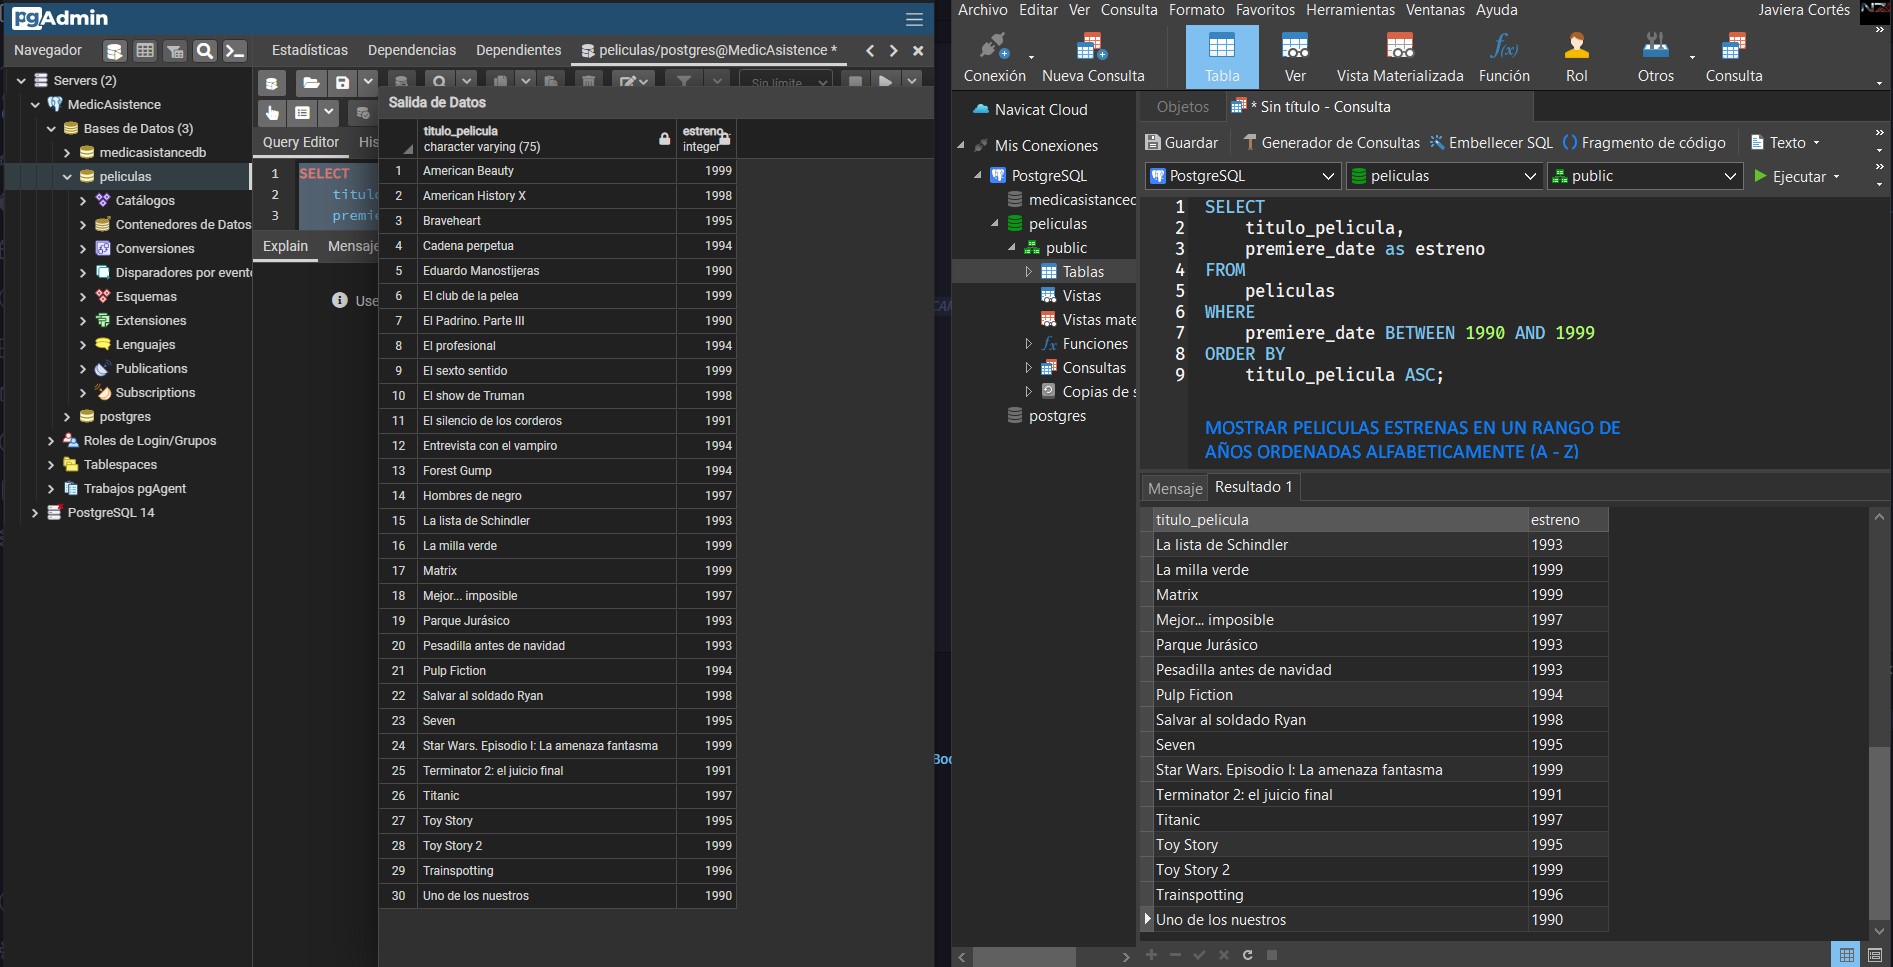 pgAdmin
Navegador
Estadísticas
Dependencias
Dependientes
peliculas/postgres@MedicAsistence *
Servers (2)
MedicAsistence
Bases de Datos (3)
medicasistancedb
peliculas
Catálogos
Contenedores de Datos
Conversiones
Disparadores por evento
Esquemas
Extensiones
Lenguajes
Publications
Subscriptions
postgres
Roles de Login/Grupos
Tablespaces
Trabajos pgAgent
PostgreSQL 14
Sin límite
Query Editor
His
1 SELECT
2 titulo
3 premie
Explain
Mensaje
Use
Salida de Datos
titulo_pelicula
character varying (75)
estreno
integer
1 American Beauty 1999
2 American History X 1998
3 Braveheart 1995
4 Cadena perpetua 1994
5 Eduardo Manostijeras 1990
6 El club de la pelea 1999
7 El Padrino. Parte III 1990
8 El profesional 1994
9 El sexto sentido 1999
10 El show de Truman 1998
11 El silencio de los corderos 1991
12 Entrevista con el vampiro 1994
13 Forest Gump 1994
14 Hombres de negro 1997
15 La lista de Schindler 1993
16 La milla verde 1999
17 Matrix 1999
18 Mejor... imposible 1997
19 Parque Jurásico 1993
20 Pesadilla antes de navidad 1993
21 Pulp Fiction 1994
22 Salvar al soldado Ryan 1998
23 Seven 1995
24 Star Wars. Episodio I: La amenaza fantasma 1999
25 Terminator 2: el juicio final 1991
26 Titanic 1997
27 Toy Story 1995
28 Toy Story 2 1999
29 Trainspotting 1996
30 Uno de los nuestros 1990
Archivo Editar Ver Consulta Formato Favoritos Herramientas Ventanas Ayuda
Javiera Cortés
Conexión
Nueva Consulta
Tabla
Ver
Vista Materializada
Función
Rol
Otros
Consulta
Navicat Cloud
Mis Conexiones
PostgreSQL
medicasistanced
peliculas
public
Tablas
Vistas
Vistas mate
Funciones
Consultas
Copias de s
postgres
Objetos
* Sin título - Consulta
Guardar
Generador de Consultas
Embellecer SQL
Fragmento de código
Texto
PostgreSQL
peliculas
public
Ejecutar
1 SELECT
2 titulo_pelicula,
3 premiere_date as estreno
4 FROM
5 peliculas
6 WHERE
7 premiere_date BETWEEN 1990 AND 1999
8 ORDER BY
9 titulo_pelicula ASC;
MOSTRAR PELICULAS ESTRENAS EN UN RANGO DE
AÑOS ORDENADAS ALFABETICAMENTE (A - Z)
Mensaje
Resultado 1
titulo_pelicula estreno
La lista de Schindler 1993
La milla verde 1999
Matrix 1999
Mejor... imposible 1997
Parque Jurásico 1993
Pesadilla antes de navidad 1993
Pulp Fiction 1994
Salvar al soldado Ryan 1998
Seven 1995
Star Wars. Episodio I: La amenaza fantasma 1999
Terminator 2: el juicio final 1991
Titanic 1997
Toy Story 1995
Toy Story 2 1999
Trainspotting 1996
Uno de los nuestros 1990